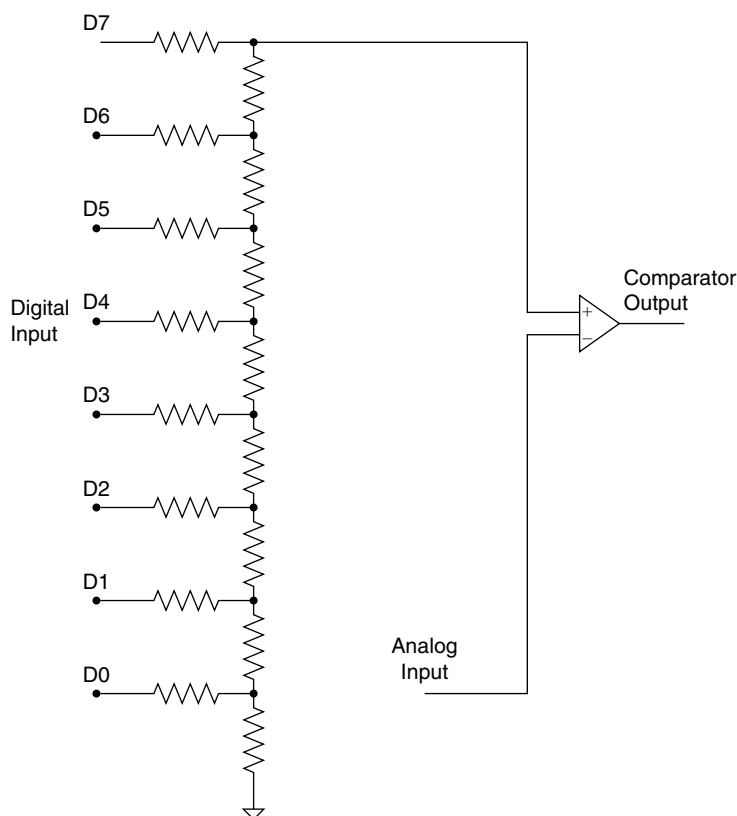 D7
D6
D5
Digital
Input
D4
D3
D2
D1
D0
Comparator
Output
+
−
Analog
Input